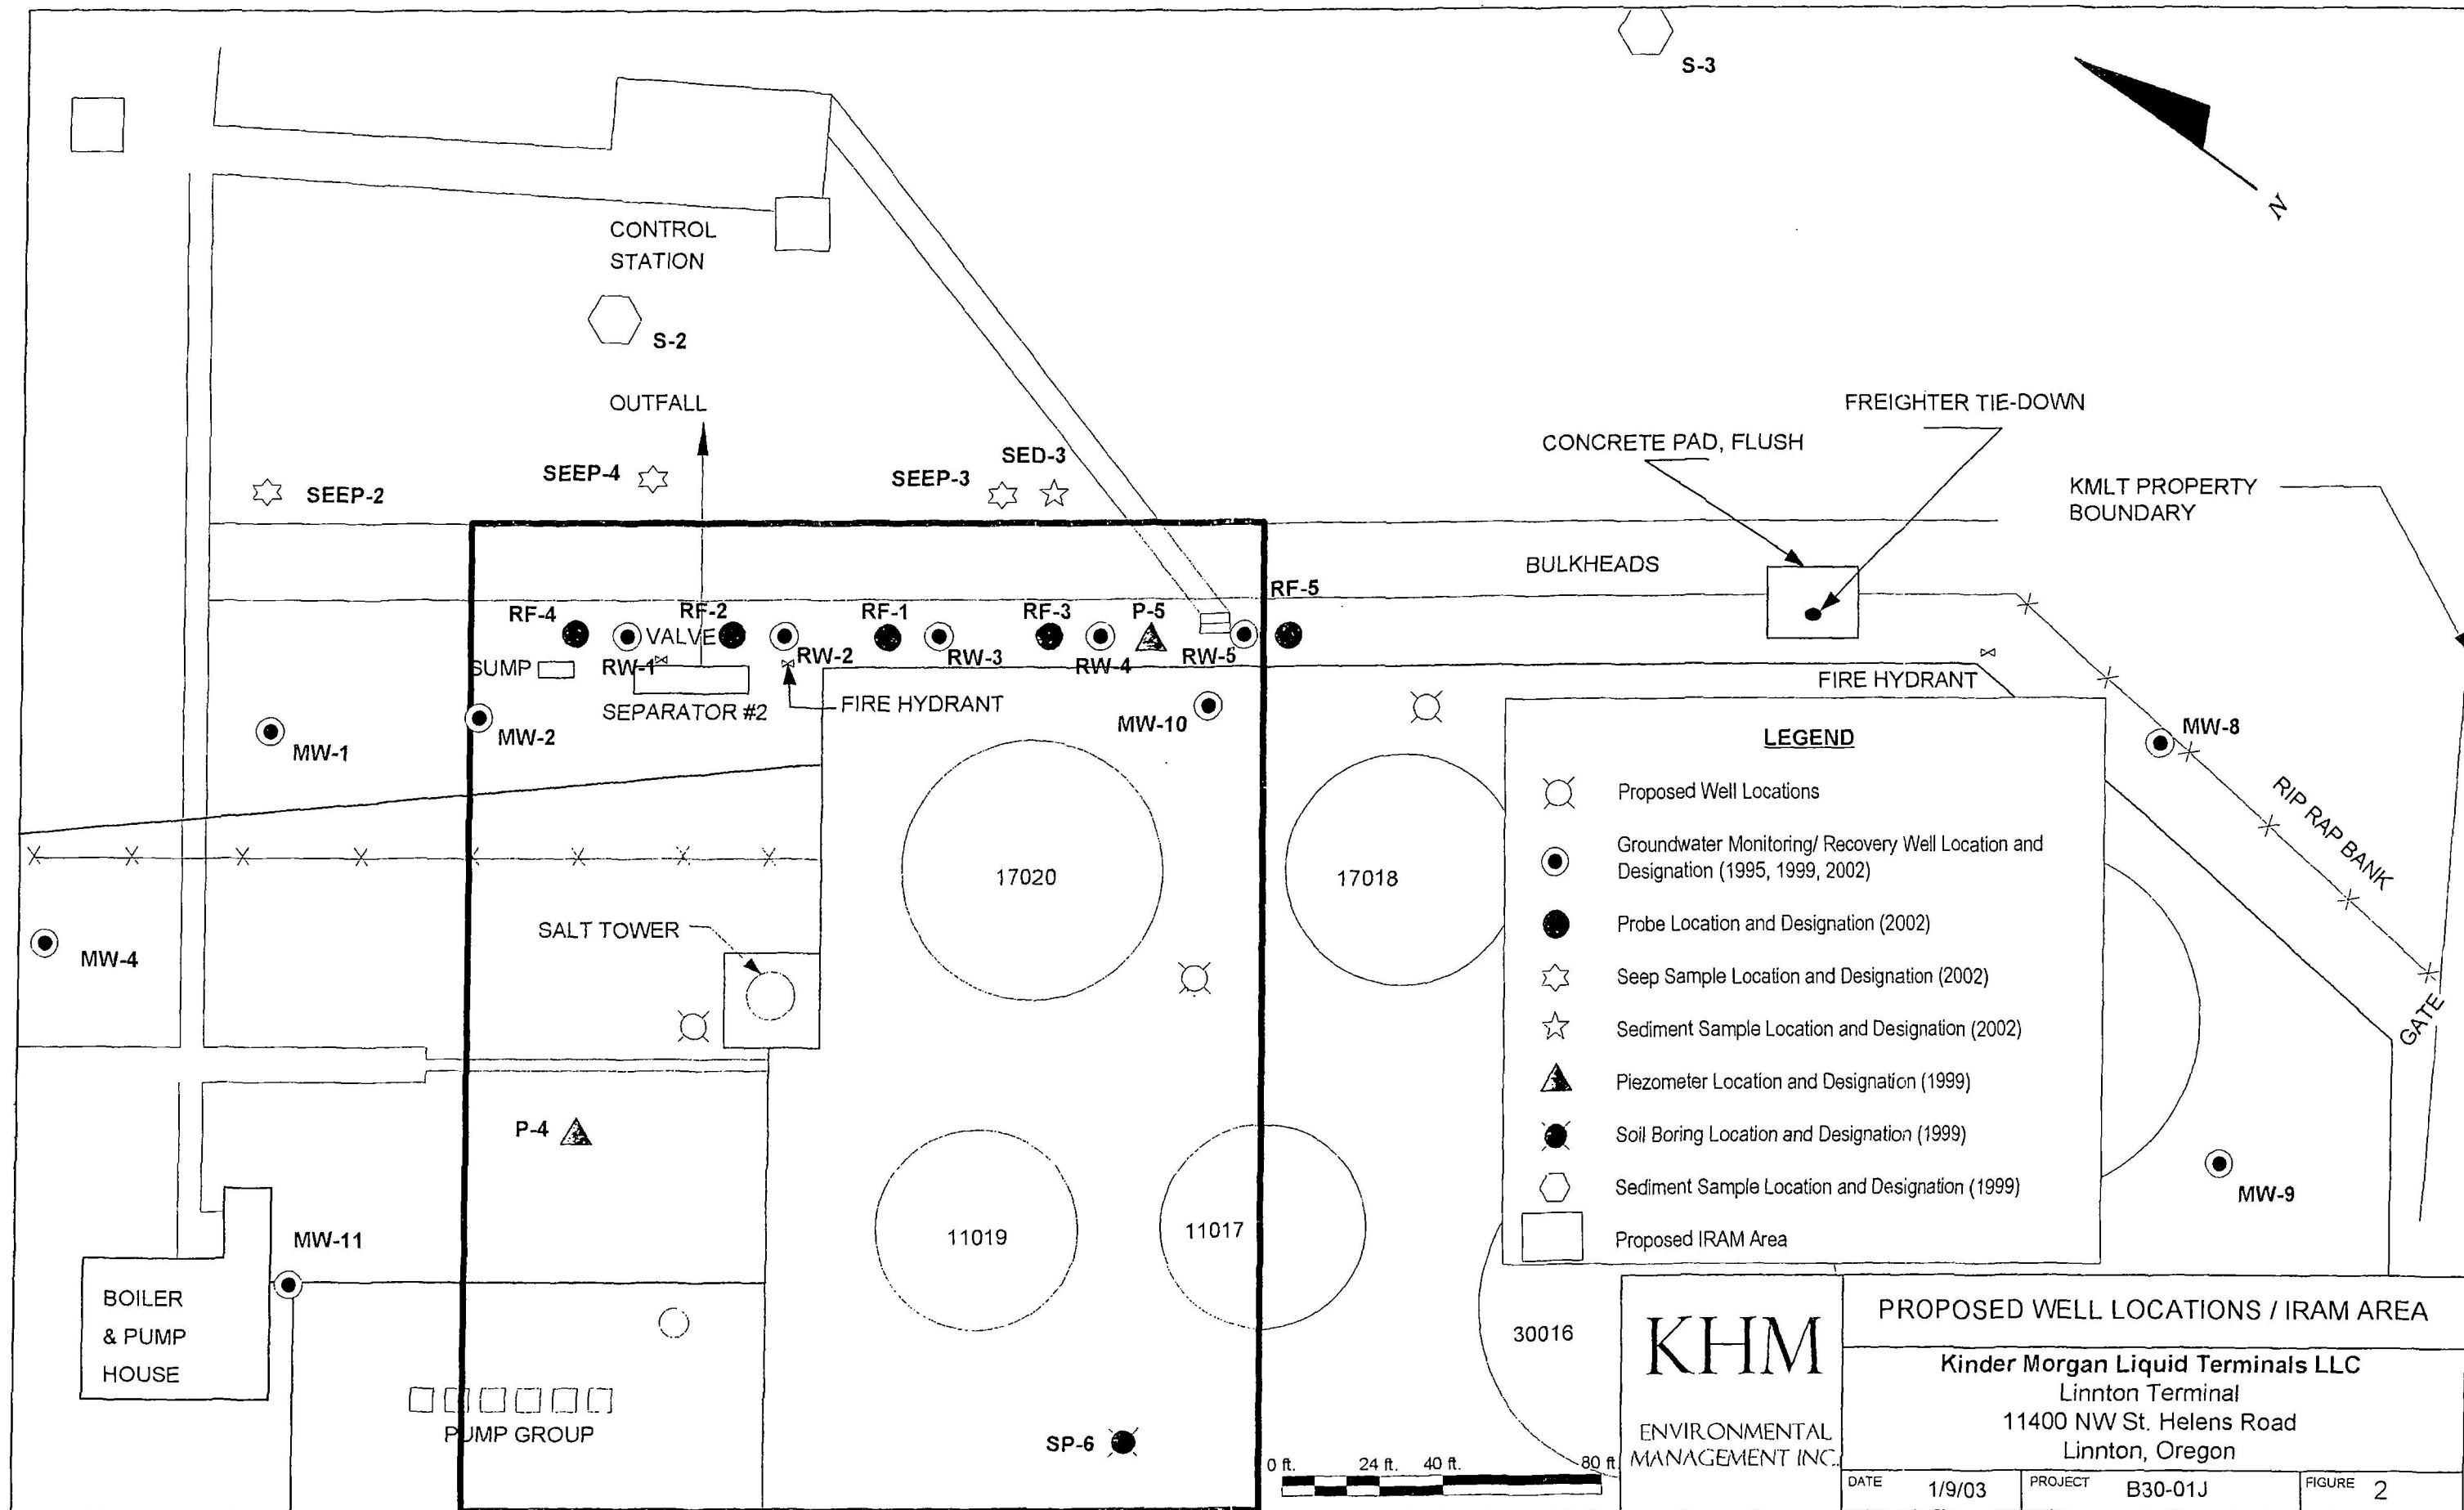 S-3
N
CONTROL
STATION
S-2
OUTFALL
FREIGHTER TIE-DOWN
CONCRETE PAD, FLUSH
KMLT PROPERTY
BOUNDARY
SEEP-2
SEEP-4
SEEP-3
SED-3
BULKHEADS
RF-4
RF-2
RF-1
RF-3
P-5
RF-5
VALVE
SUMP
RW-1
RW-2
RW-3
RW-4
RW-5
SEPARATOR #2
FIRE HYDRANT
FIRE HYDRANT
MW-1
MW-2
MW-10
MW-8
RIP RAP BANK
GATE
17020
17018
SALT TOWER
MW-4
P-4
MW-11
11019
11017
30016
MW-9
BOILER
& PUMP
HOUSE
PUMP GROUP
SP-6
LEGEND
Proposed Well Locations
Groundwater Monitoring/ Recovery Well Location and
Designation (1995, 1999, 2002)
Probe Location and Designation (2002)
Seep Sample Location and Designation (2002)
Sediment Sample Location and Designation (2002)
Piezometer Location and Designation (1999)
Soil Boring Location and Designation (1999)
Sediment Sample Location and Designation (1999)
Proposed IRAM Area
0 ft. 24 ft. 40 ft. 80 ft.
KHM
ENVIRONMENTAL
MANAGEMENT INC.
PROPOSED WELL LOCATIONS / IRAM AREA
Kinder Morgan Liquid Terminals LLC
Linnton Terminal
11400 NW St. Helens Road
Linnton, Oregon
DATE 1/9/03 PROJECT B30-01J FIGURE 2